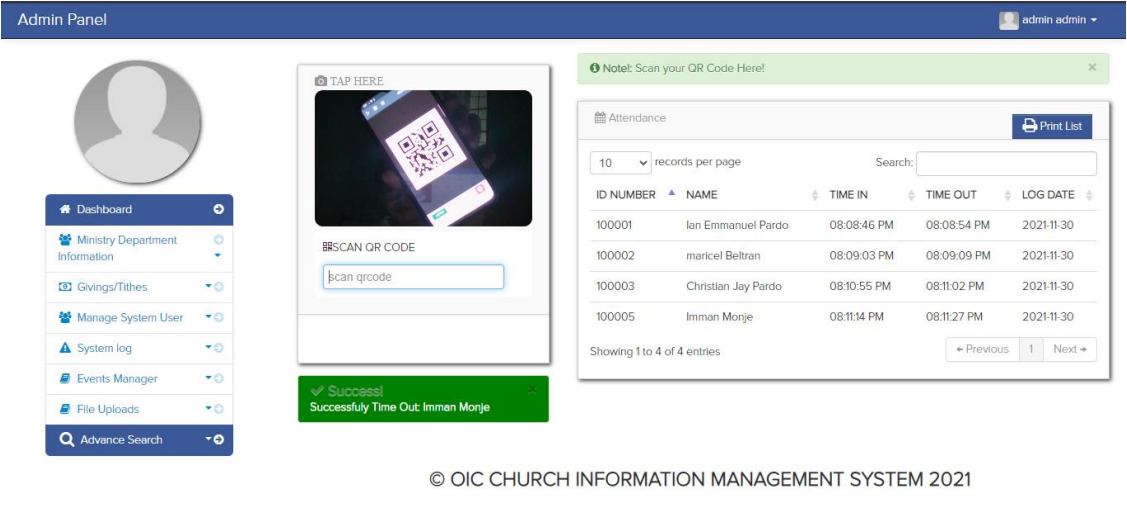 Admin Panel
admin admin
TAP HERE
SCAN QR CODE
scan qrcode
Success!
Successfuly Time Out: Imman Monje
Dashboard
Ministry Department
Information
Givings/Tithes
Manage System User
System log
Events Manager
File Uploads
Advance Search
Note!: Scan your QR Code Here!
Attendance
Print List
10 records per page Search:
ID NUMBER NAME TIME IN TIME OUT LOG DATE
100001 Ian Emmanuel Pardo 08:08:46 PM 08:08:54 PM 2021-11-30
100002 maricel Beltran 08:09:03 PM 08:09:09 PM 2021-11-30
100003 Christian Jay Pardo 08:10:55 PM 08:11:02 PM 2021-11-30
100005 Imman Monje 08:11:14 PM 08:11:27 PM 2021-11-30
Showing 1 to 4 of 4 entries
← Previous 1 Next →
© OIC CHURCH INFORMATION MANAGEMENT SYSTEM 2021